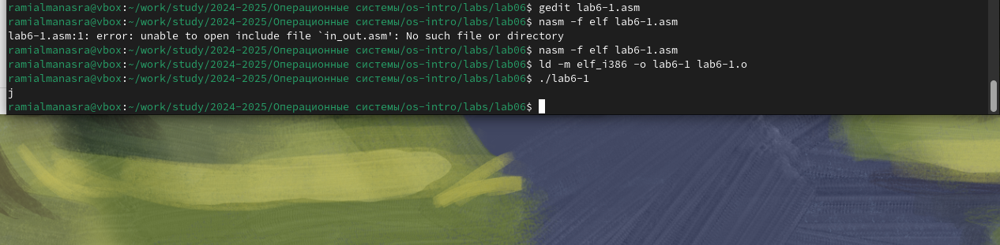 ramialmanasra@vbox:~/work/study/2024-2025/Операционные системы/os-intro/labs/lab06$ gedit lab6-1.asm
ramialmanasra@vbox:~/work/study/2024-2025/Операционные системы/os-intro/labs/lab06$ nasm -f elf lab6-1.asm
lab6-1.asm:1: error: unable to open include file `in_out.asm': No such file or directory
ramialmanasra@vbox:~/work/study/2024-2025/Операционные системы/os-intro/labs/lab06$ nasm -f elf lab6-1.asm
ramialmanasra@vbox:~/work/study/2024-2025/Операционные системы/os-intro/labs/lab06$ ld -m elf_i386 -o lab6-1 lab6-1.o
ramialmanasra@vbox:~/work/study/2024-2025/Операционные системы/os-intro/labs/lab06$ ./lab6-1
j
ramialmanasra@vbox:~/work/study/2024-2025/Операционные системы/os-intro/labs/lab06$